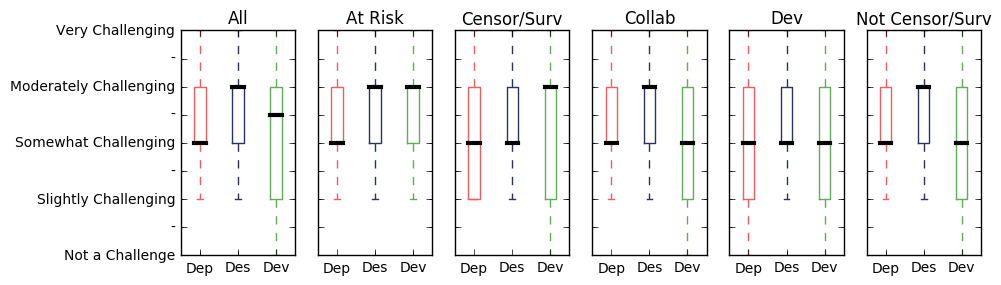 All
At Risk
Censor/Surv
Collab
Dev
Not Censor/Surv
Very Challenging
-
Moderately Challenging
-
Somewhat Challenging
-
Slightly Challenging
-
Not a Challenge
Dep Des Dev
Dep Des Dev
Dep Des Dev
Dep Des Dev
Dep Des Dev
Dep Des Dev